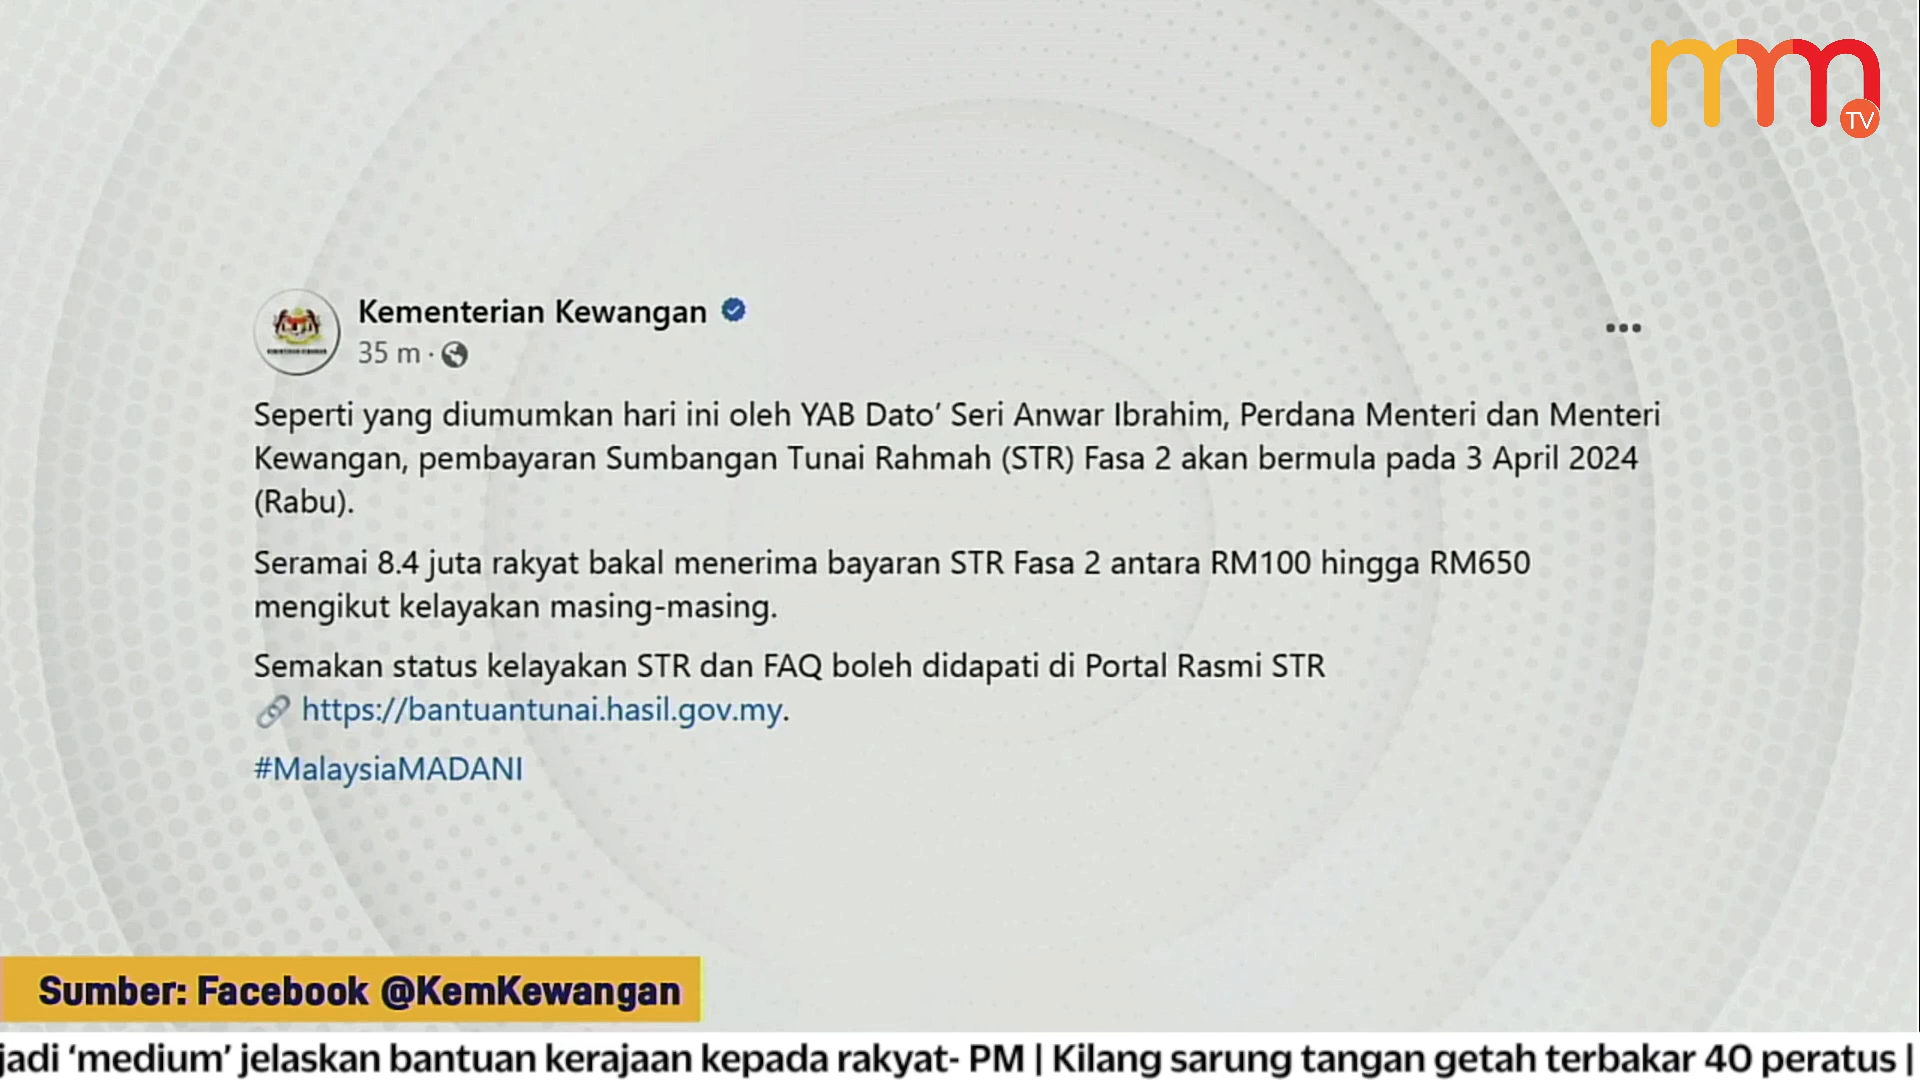 mm
TV
Kementerian Kewangan
35 m ·
Seperti yang diumumkan hari ini oleh YAB Dato’ Seri Anwar Ibrahim, Perdana Menteri dan Menteri
Kewangan, pembayaran Sumbangan Tunai Rahmah (STR) Fasa 2 akan bermula pada 3 April 2024
(Rabu).
Seramai 8.4 juta rakyat bakal menerima bayaran STR Fasa 2 antara RM100 hingga RM650
mengikut kelayakan masing-masing.
Semakan status kelayakan STR dan FAQ boleh didapati di Portal Rasmi STR
https://bantuantunai.hasil.gov.my.
#MalaysiaMADANI
Sumber: Facebook @KemKewangan
jadi ‘medium’ jelaskan bantuan kerajaan kepada rakyat- PM | Kilang sarung tangan getah terbakar 40 peratus |